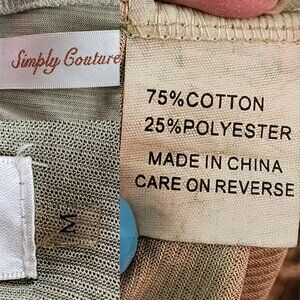 Simply Couture
M
75%COTTON
25%POLYESTER
MADE IN CHINA
CARE ON REVERSE